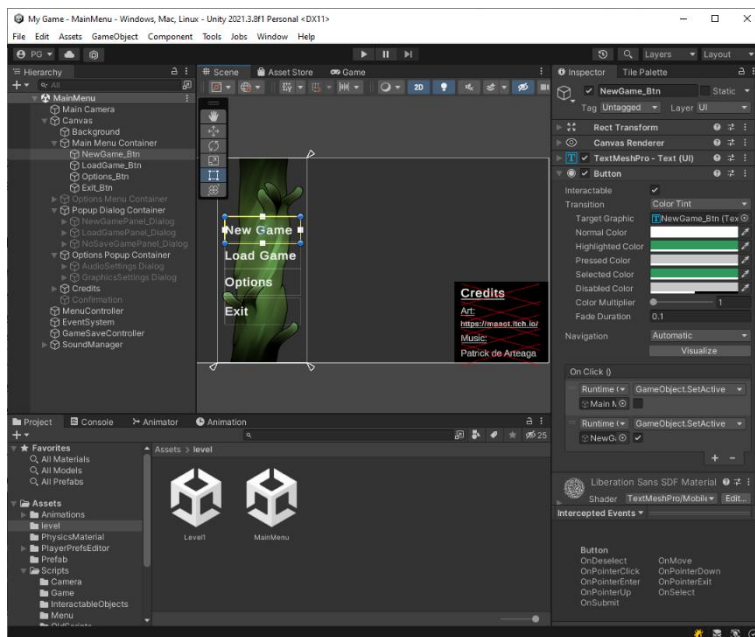 My Game - MainMenu - Windows, Mac, Linux - Unity 2021.3.8f1 Personal <DX11>
File Edit Assets GameObject Component Tools Jobs Window Help
PG
Layers Layout
Hierarchy
All
MainMenu
Main Camera
Canvas
Background
Main Menu Container
NewGame_Btn
LoadGame_Btn
Options_Btn
Exit_Btn
Options Menu Container
Popup Dialog Container
NewGamePanel_Dialog
LoadGamePanel_Dialog
NoSaveGamePanel_Dialog
Options Popup Container
AudioSettings Dialog
GraphicsSettings Dialog
Credits
Confirmation
MenuController
EventSystem
GameSaveController
SoundManager
Scene Asset Store Game
2D
New Game
Load Game
Options
Exit
Credits
Art:
https://masot.itch.io/
Music:
Patrick de Arteaga
Inspector Tile Palette
NewGame_Btn Static
Tag Untagged Layer UI
Rect Transform
Canvas Renderer
TextMeshPro - Text (UI)
Button
Interactable
Transition Color Tint
Target Graphic NewGame_Btn (Tex
Normal Color
Highlighted Color
Pressed Color
Selected Color
Disabled Color
Color Multiplier 1
Fade Duration 0.1
Navigation Automatic
Visualize
On Click ()
Runtime ( GameObject.SetActive
Main M
Runtime ( GameObject.SetActive
NewG
Liberation Sans SDF Material
Shader TextMeshPro/Mobile Edit...
Intercepted Events
Button
OnDeselect OnMove
OnPointerClick OnPointerDown
OnPointerEnter OnPointerExit
OnPointerUp OnSelect
OnSubmit
Project Console Animator Animation
25
Favorites
All Materials
All Models
All Prefabs
Assets
Animations
level
PhysicsMaterial
PlayerPrefsEditor
Prefab
Scripts
Camera
Game
InteractableObjects
Menu
OldScripts
Assets > level
Level1
MainMenu